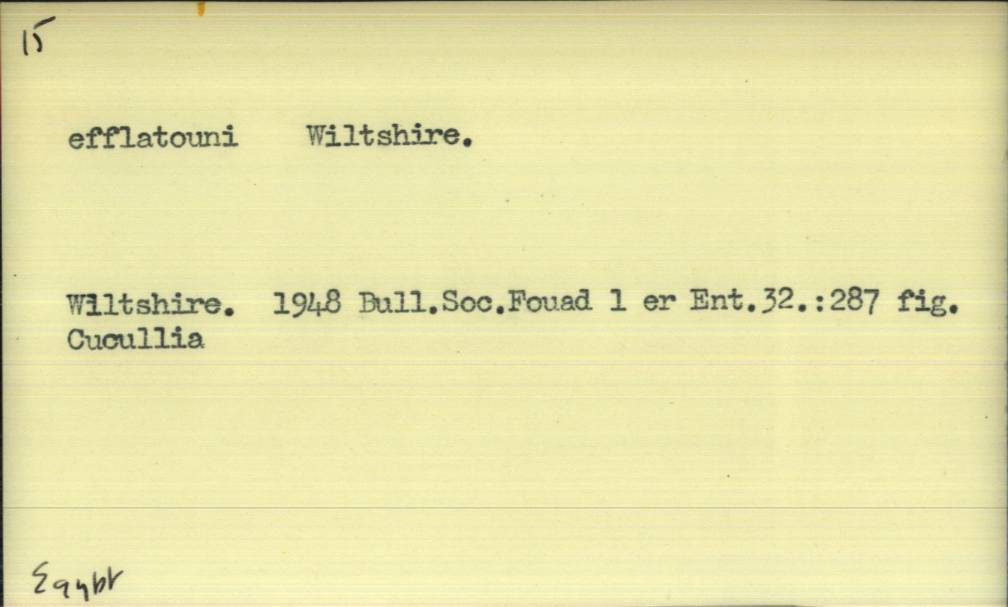 15
efflatouni Wiltshire.
Wiltshire. 1948 Bull.Soc.Fouad 1 er Ent.32.:287 fig.
Cucullia
Egypt